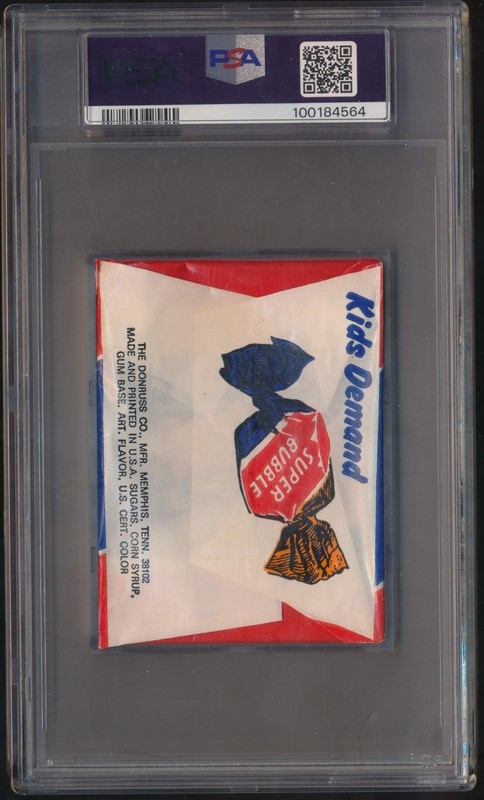 PSA
PSA
100184564
Kids Demand
SUPER
BUBBLE
THE DONRUSS CO., MFR. MEMPHIS, TENN. 38102
MADE AND PRINTED IN U.S.A. SUGARS, CORN SYRUP,
GUM BASE, ART. FLAVOR, U.S. CERT. COLOR